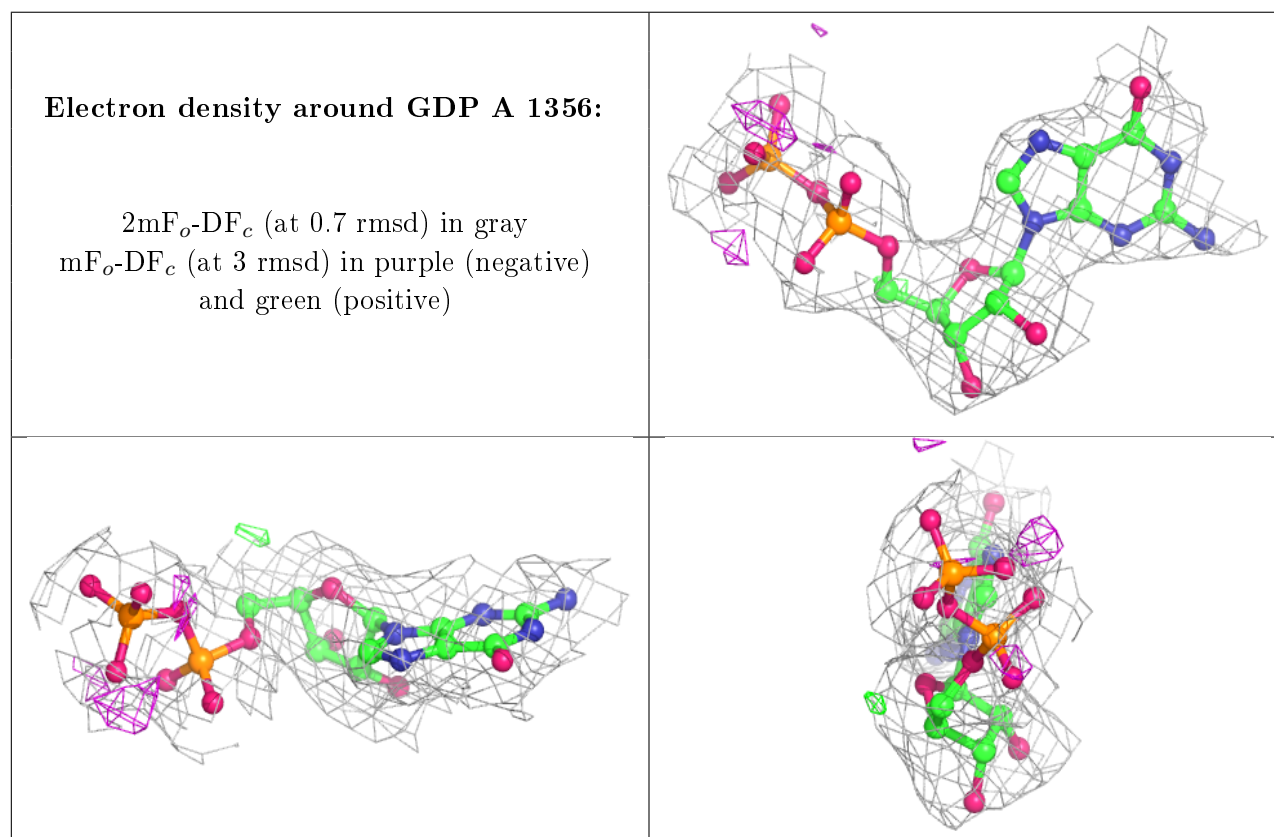 Electron density around GDP A 1356:
2mFₒ-DF𝒸 (at 0.7 rmsd) in gray
mFₒ-DF𝒸 (at 3 rmsd) in purple (negative)
and green (positive)